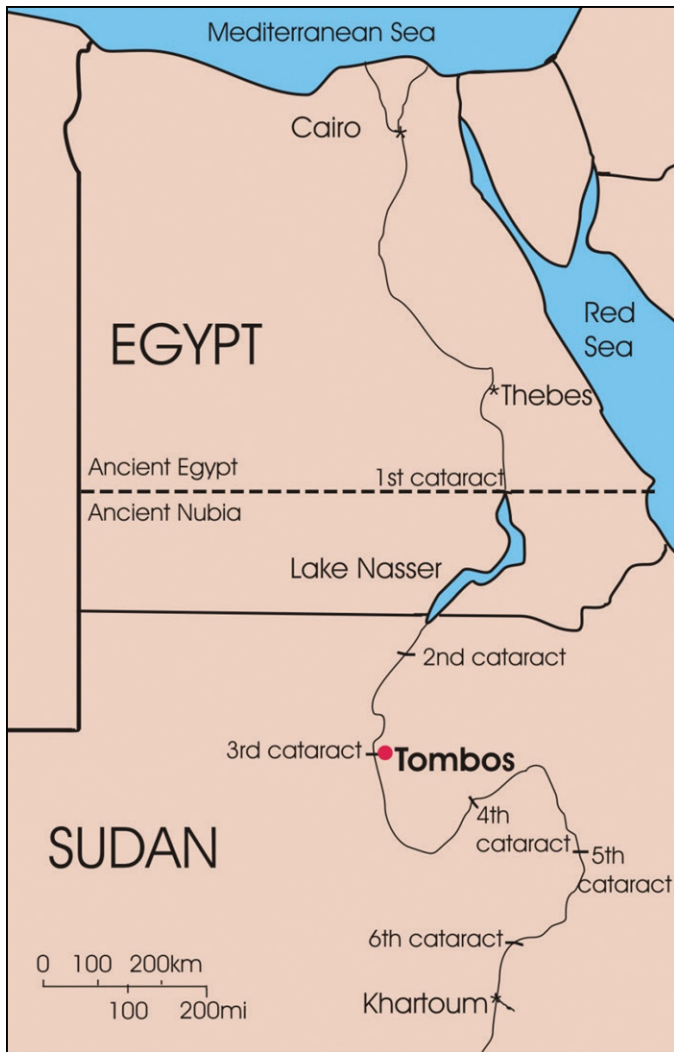 Mediterranean Sea
Cairo
Red
Sea
EGYPT
Thebes
Ancient Egypt
1st cataract
Ancient Nubia
Lake Nasser
2nd cataract
3rd cataract
Tombos
4th
cataract
5th
cataract
SUDAN
6th cataract
0 100 200km
100 200mi
Khartoum